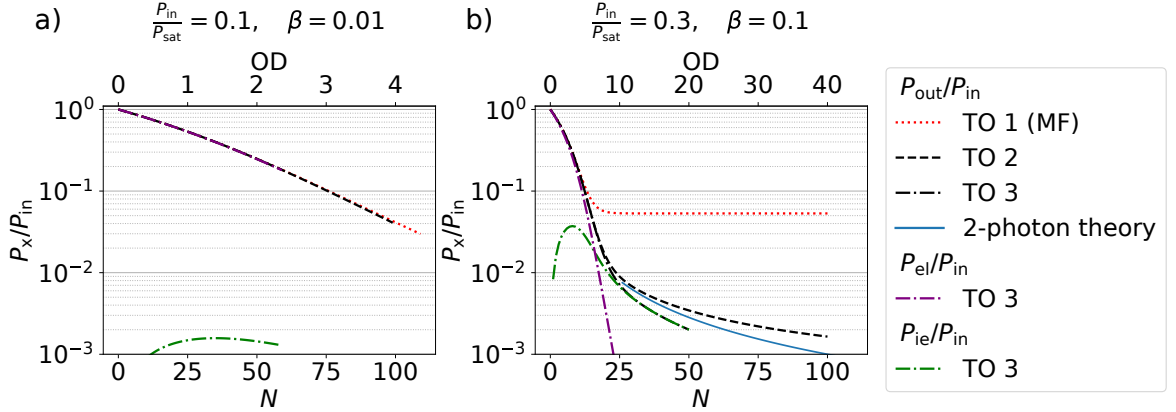 a) P_in/P_sat = 0.1, β = 0.01
OD
0 1 2 3 4
10^0
10^-1
10^-2
10^-3
P_x/P_in
0 25 50 75 100
N
b) P_in/P_sat = 0.3, β = 0.1
OD
0 10 20 30 40
10^0
10^-1
10^-2
10^-3
P_x/P_in
0 25 50 75 100
N
P_out/P_in
TO 1 (MF)
TO 2
TO 3
2-photon theory
P_el/P_in
TO 3
P_ie/P_in
TO 3